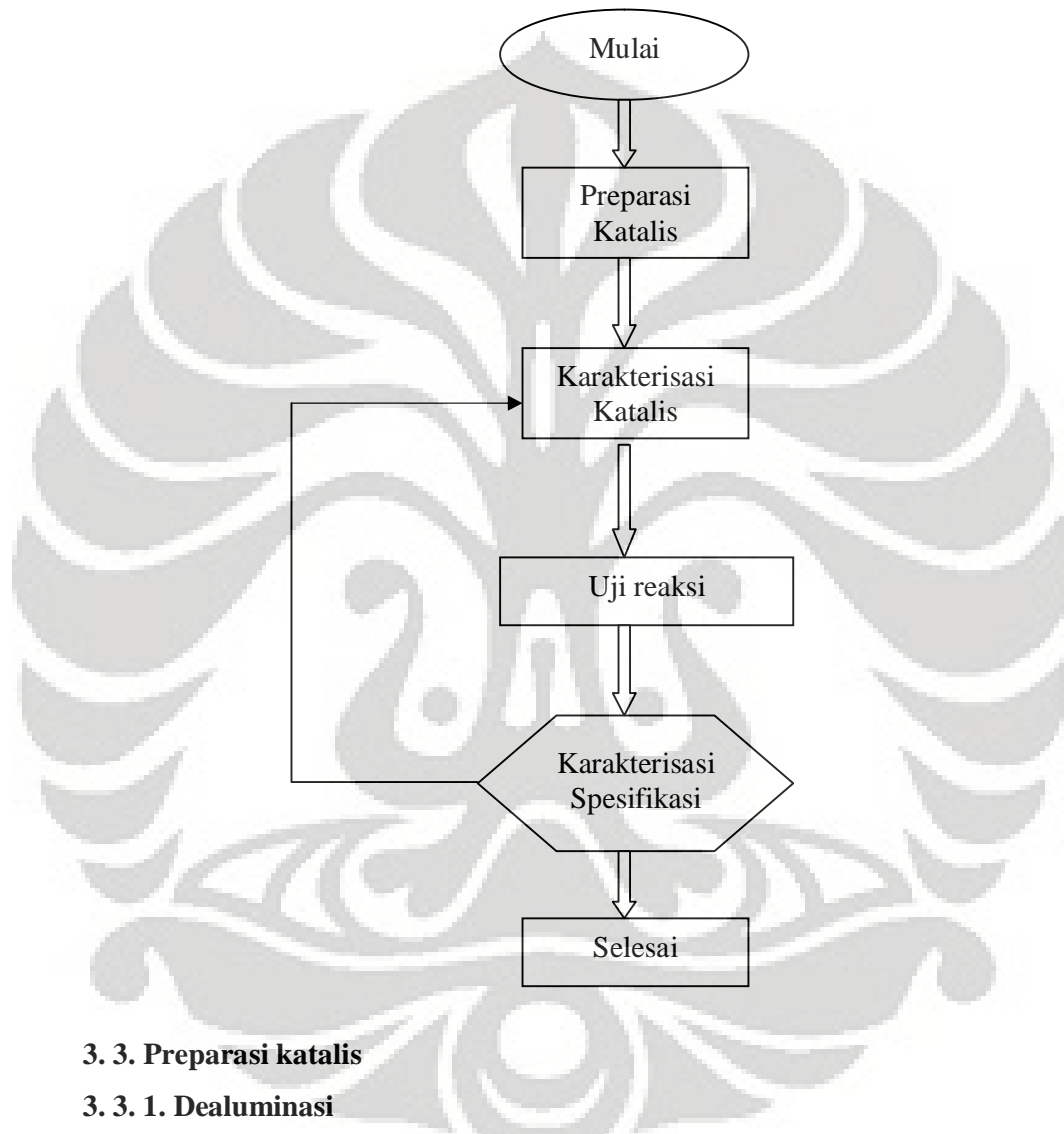 Mulai
Preparasi
Katalis
Karakterisasi
Katalis
Uji reaksi
Karakterisasi
Spesifikasi
Selesai
3. 3. Preparasi katalis
3. 3. 1. Dealuminasi